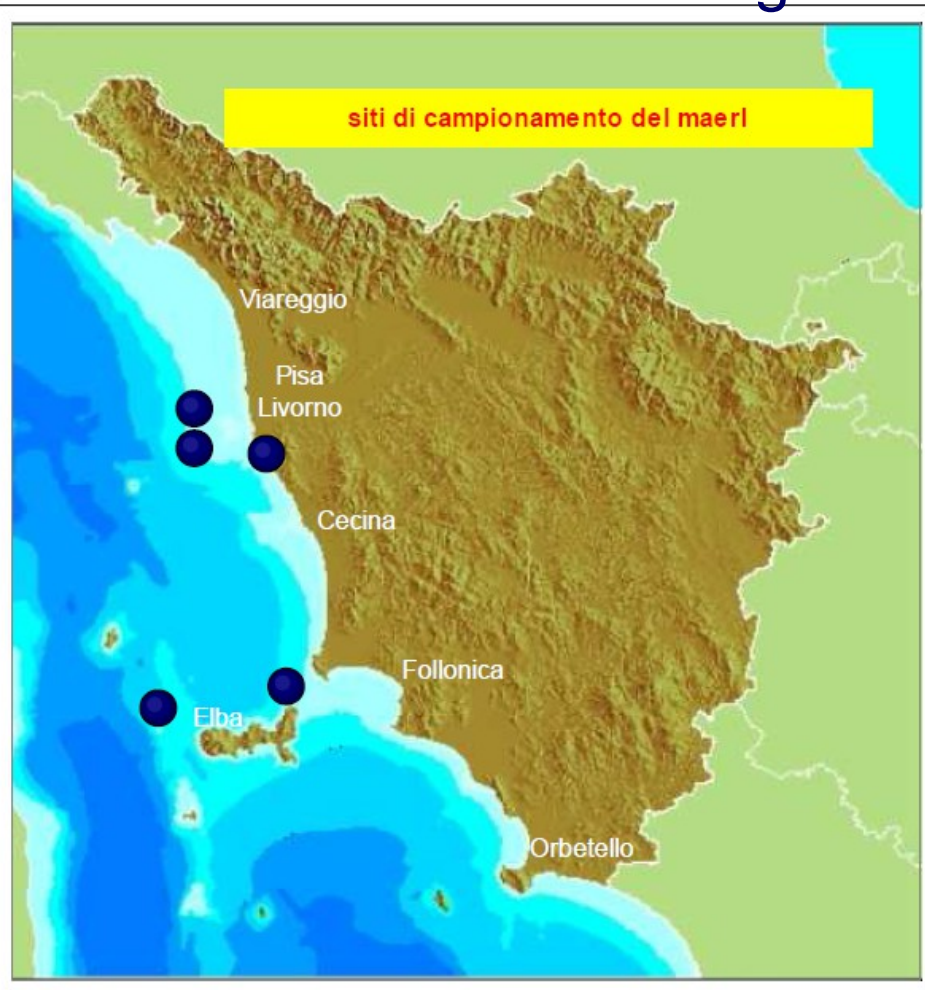 siti di campionamento del maerl
Viareggio
Pisa
Livorno
Cecina
Follonica
Elba
Orbetello